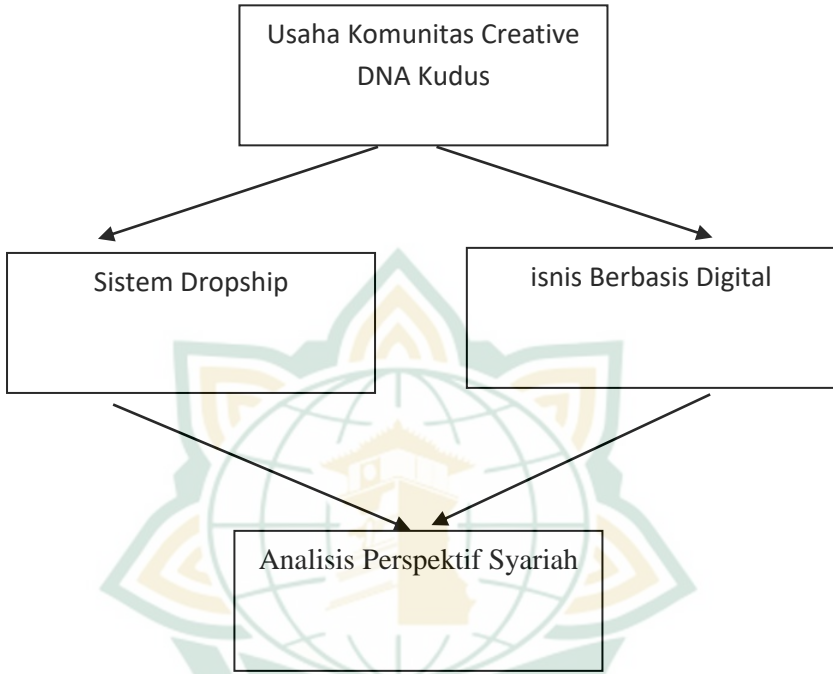 Usaha Komunitas Creative
DNA Kudus
Sistem Dropship
isnis Berbasis Digital
Analisis Perspektif Syariah